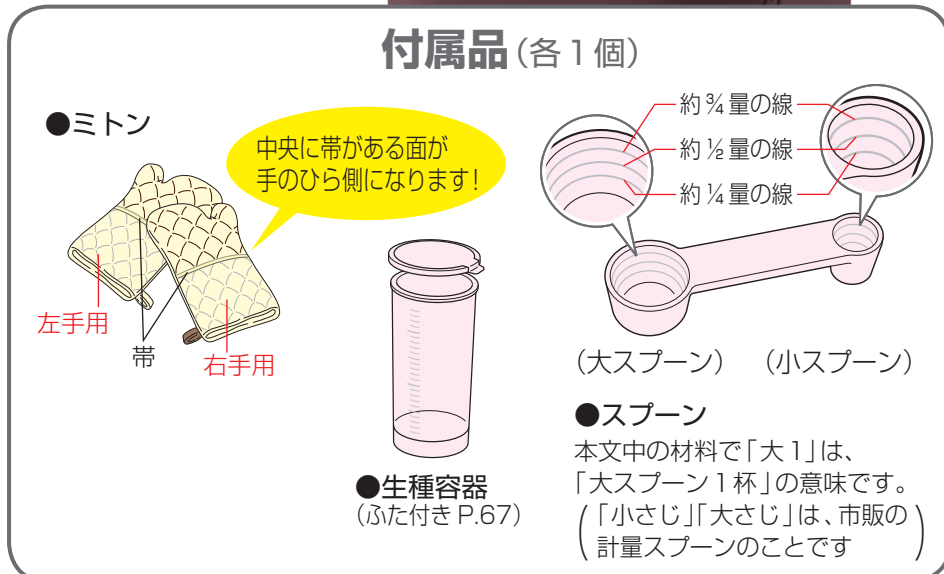 付属品(各1個)
●ミトン
中央に帯がある面が
手のひら側になります!
左手用
帯
右手用
●生種容器
(ふた付き P.67)
約¾量の線
約½量の線
約¼量の線
(大スプーン) (小スプーン)
●スプーン
本文中の材料で「大1」は、
「大スプーン1杯」の意味です。
(「小さじ」「大さじ」は、市販の
計量スプーンのことです)